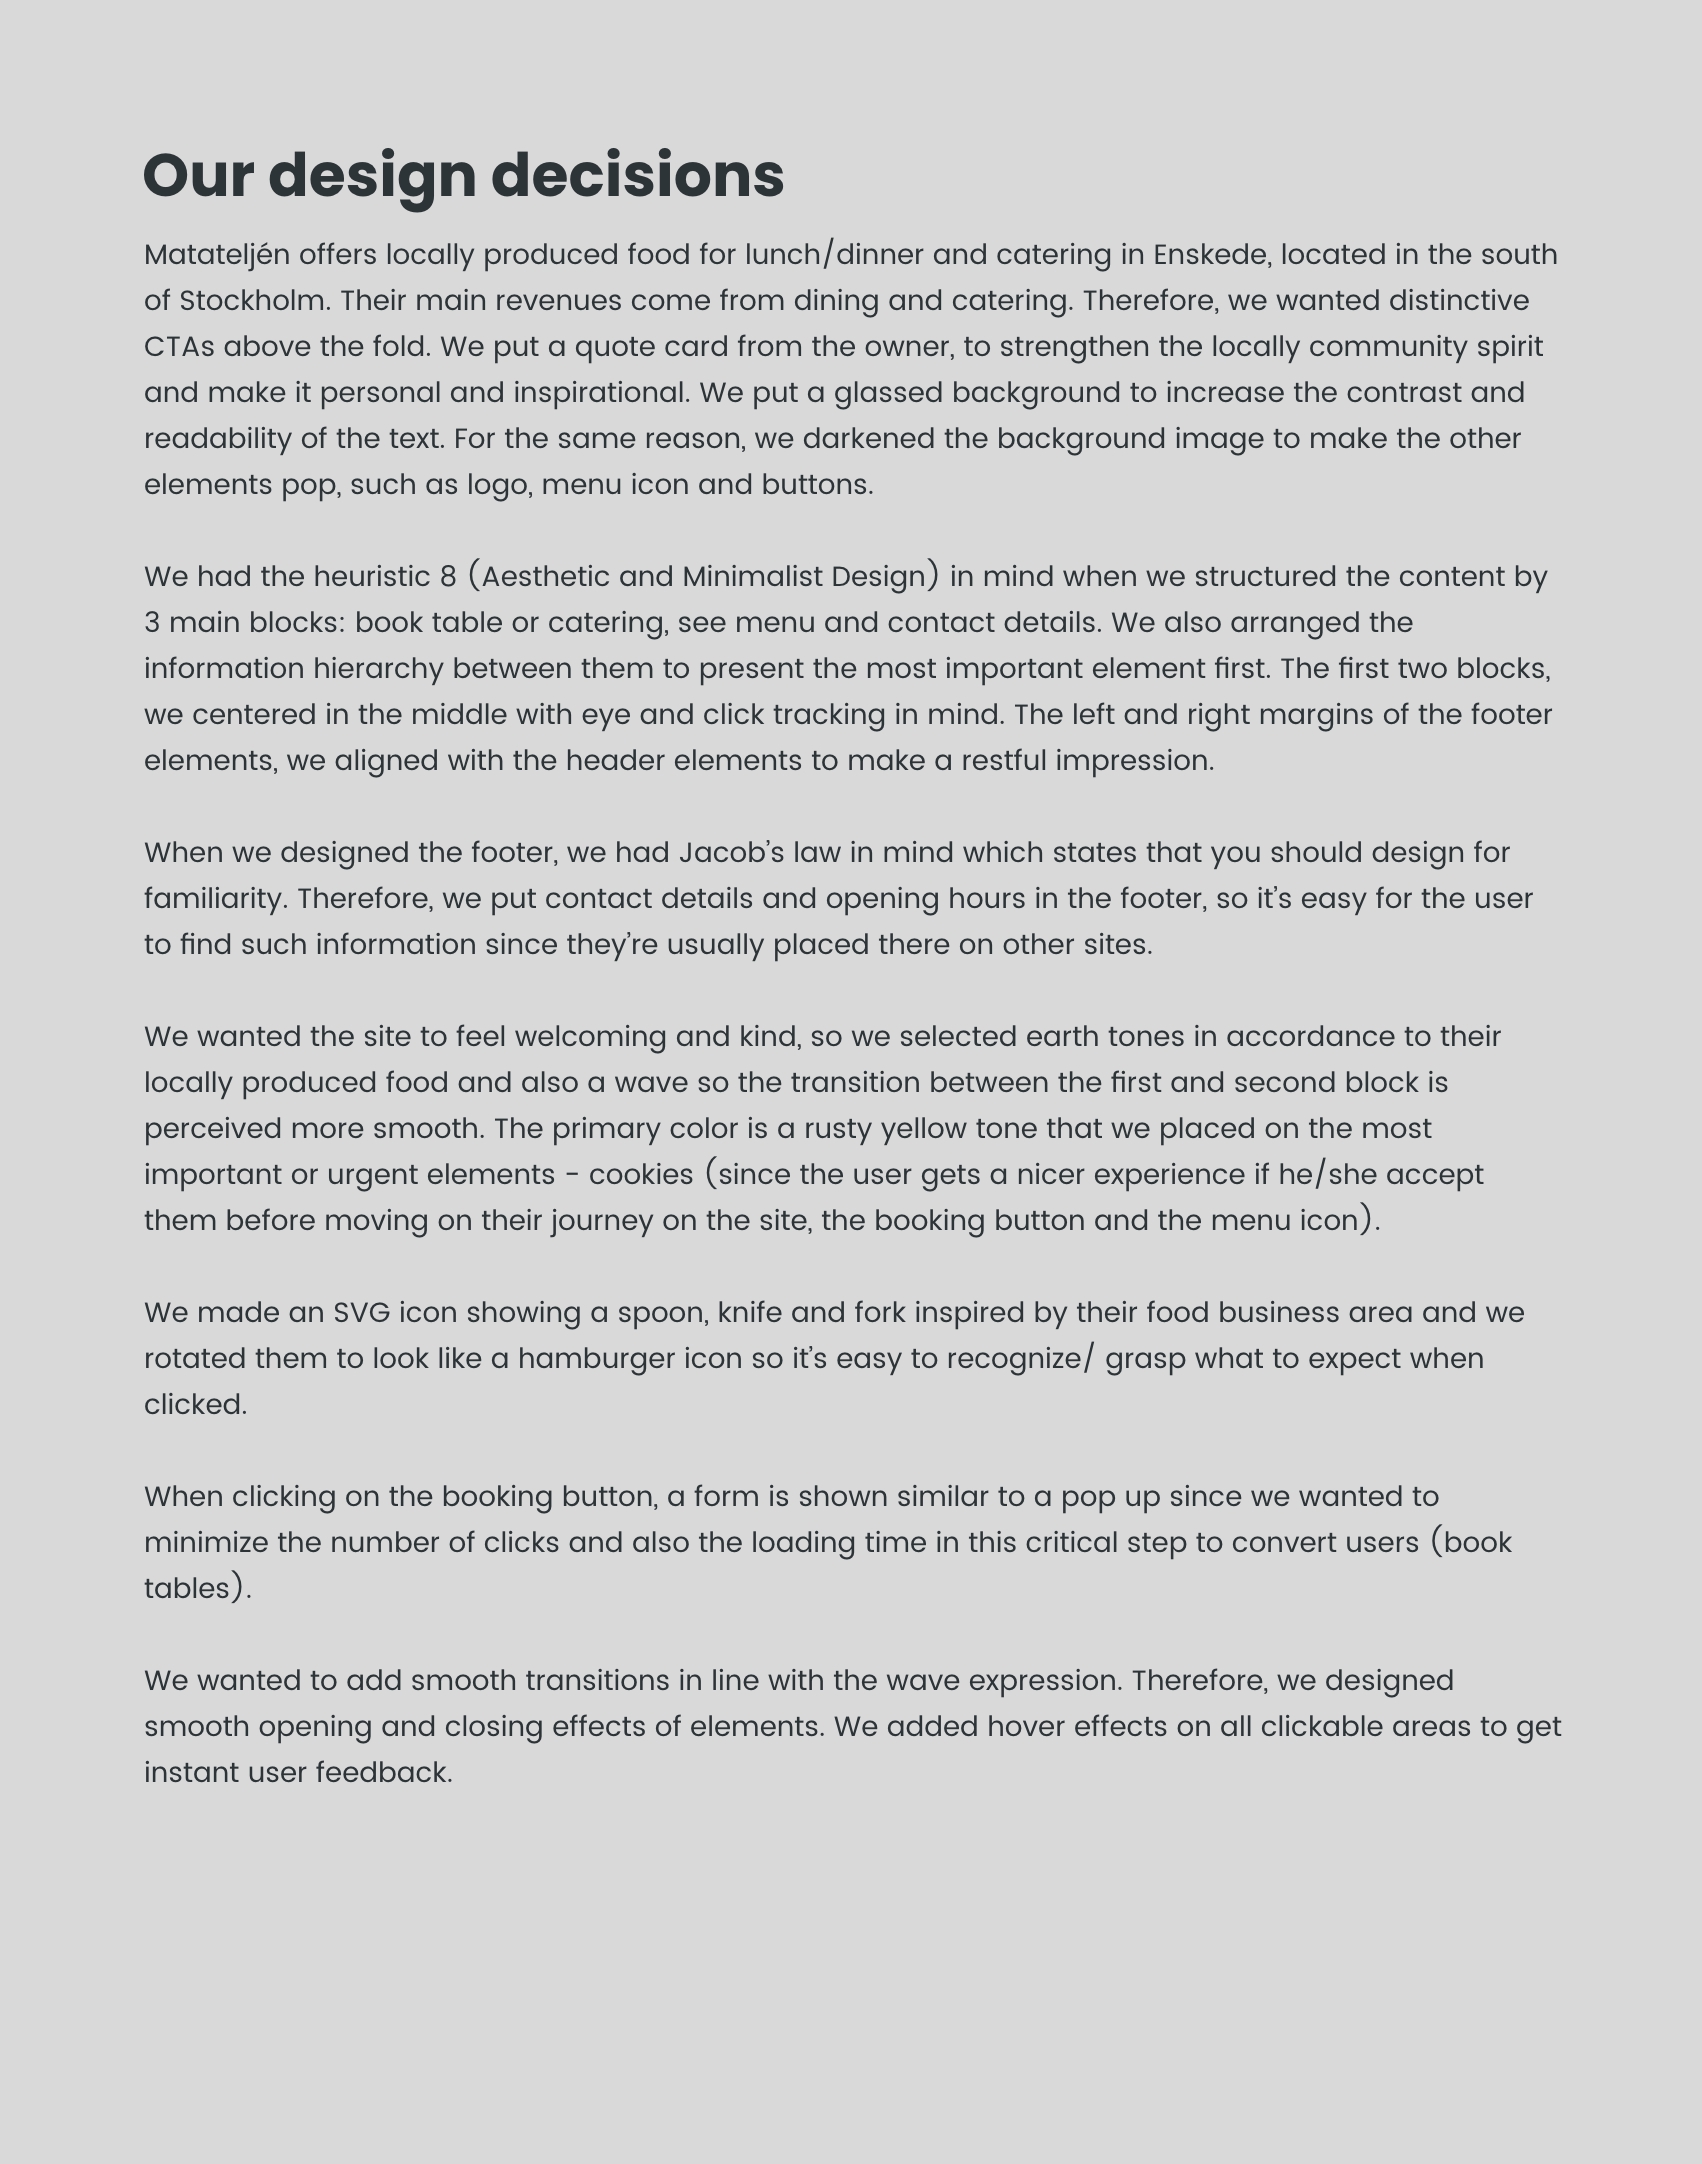 Our design decisions
Matateljén offers locally produced food for lunch/dinner and catering in Enskede, located in the south
of Stockholm. Their main revenues come from dining and catering. Therefore, we wanted distinctive
CTAs above the fold. We put a quote card from the owner, to strengthen the locally community spirit
and make it personal and inspirational. We put a glassed background to increase the contrast and
readability of the text. For the same reason, we darkened the background image to make the other
elements pop, such as logo, menu icon and buttons.
We had the heuristic 8 (Aesthetic and Minimalist Design) in mind when we structured the content by
3 main blocks: book table or catering, see menu and contact details. We also arranged the
information hierarchy between them to present the most important element first. The first two blocks,
we centered in the middle with eye and click tracking in mind. The left and right margins of the footer
elements, we aligned with the header elements to make a restful impression.
When we designed the footer, we had Jacob’s law in mind which states that you should design for
familiarity. Therefore, we put contact details and opening hours in the footer, so it’s easy for the user
to find such information since they’re usually placed there on other sites.
We wanted the site to feel welcoming and kind, so we selected earth tones in accordance to their
locally produced food and also a wave so the transition between the first and second block is
perceived more smooth. The primary color is a rusty yellow tone that we placed on the most
important or urgent elements - cookies (since the user gets a nicer experience if he/she accept
them before moving on their journey on the site, the booking button and the menu icon).
We made an SVG icon showing a spoon, knife and fork inspired by their food business area and we
rotated them to look like a hamburger icon so it’s easy to recognize/ grasp what to expect when
clicked.
When clicking on the booking button, a form is shown similar to a pop up since we wanted to
minimize the number of clicks and also the loading time in this critical step to convert users (book
tables).
We wanted to add smooth transitions in line with the wave expression. Therefore, we designed
smooth opening and closing effects of elements. We added hover effects on all clickable areas to get
instant user feedback.